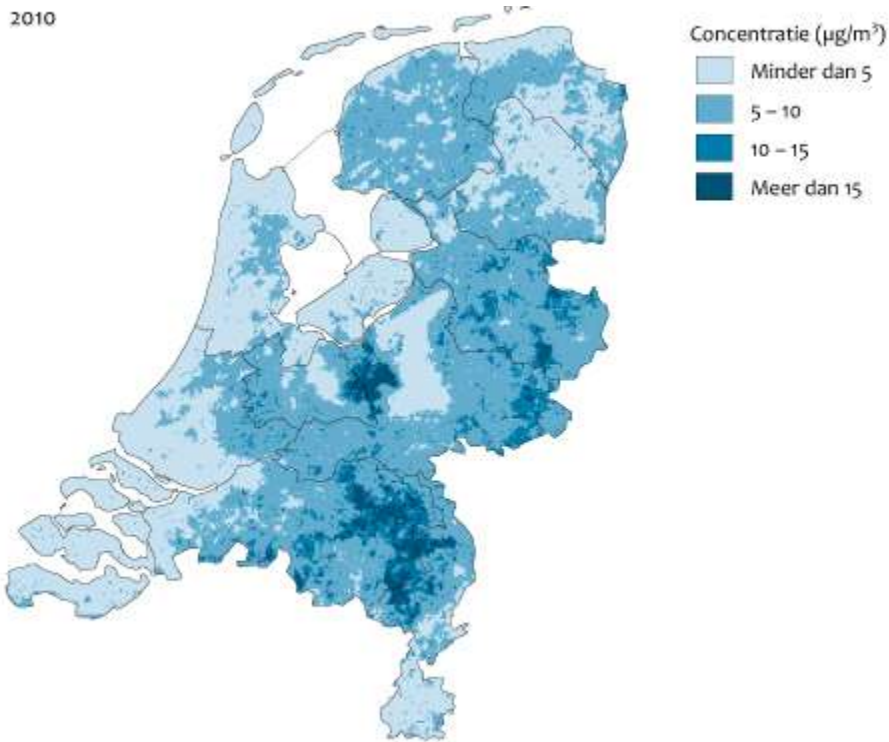 2010
Concentratie (µg/m³)
Minder dan 5
5 – 10
10 – 15
Meer dan 15